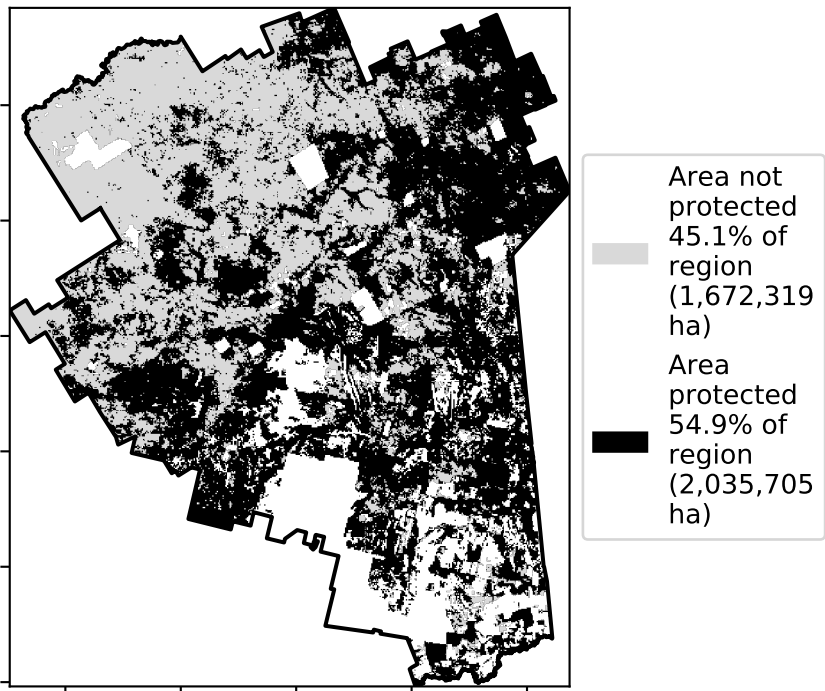 Area not
protected
45.1% of
region
(1,672,319
ha)
Area
protected
54.9% of
region
(2,035,705
ha)